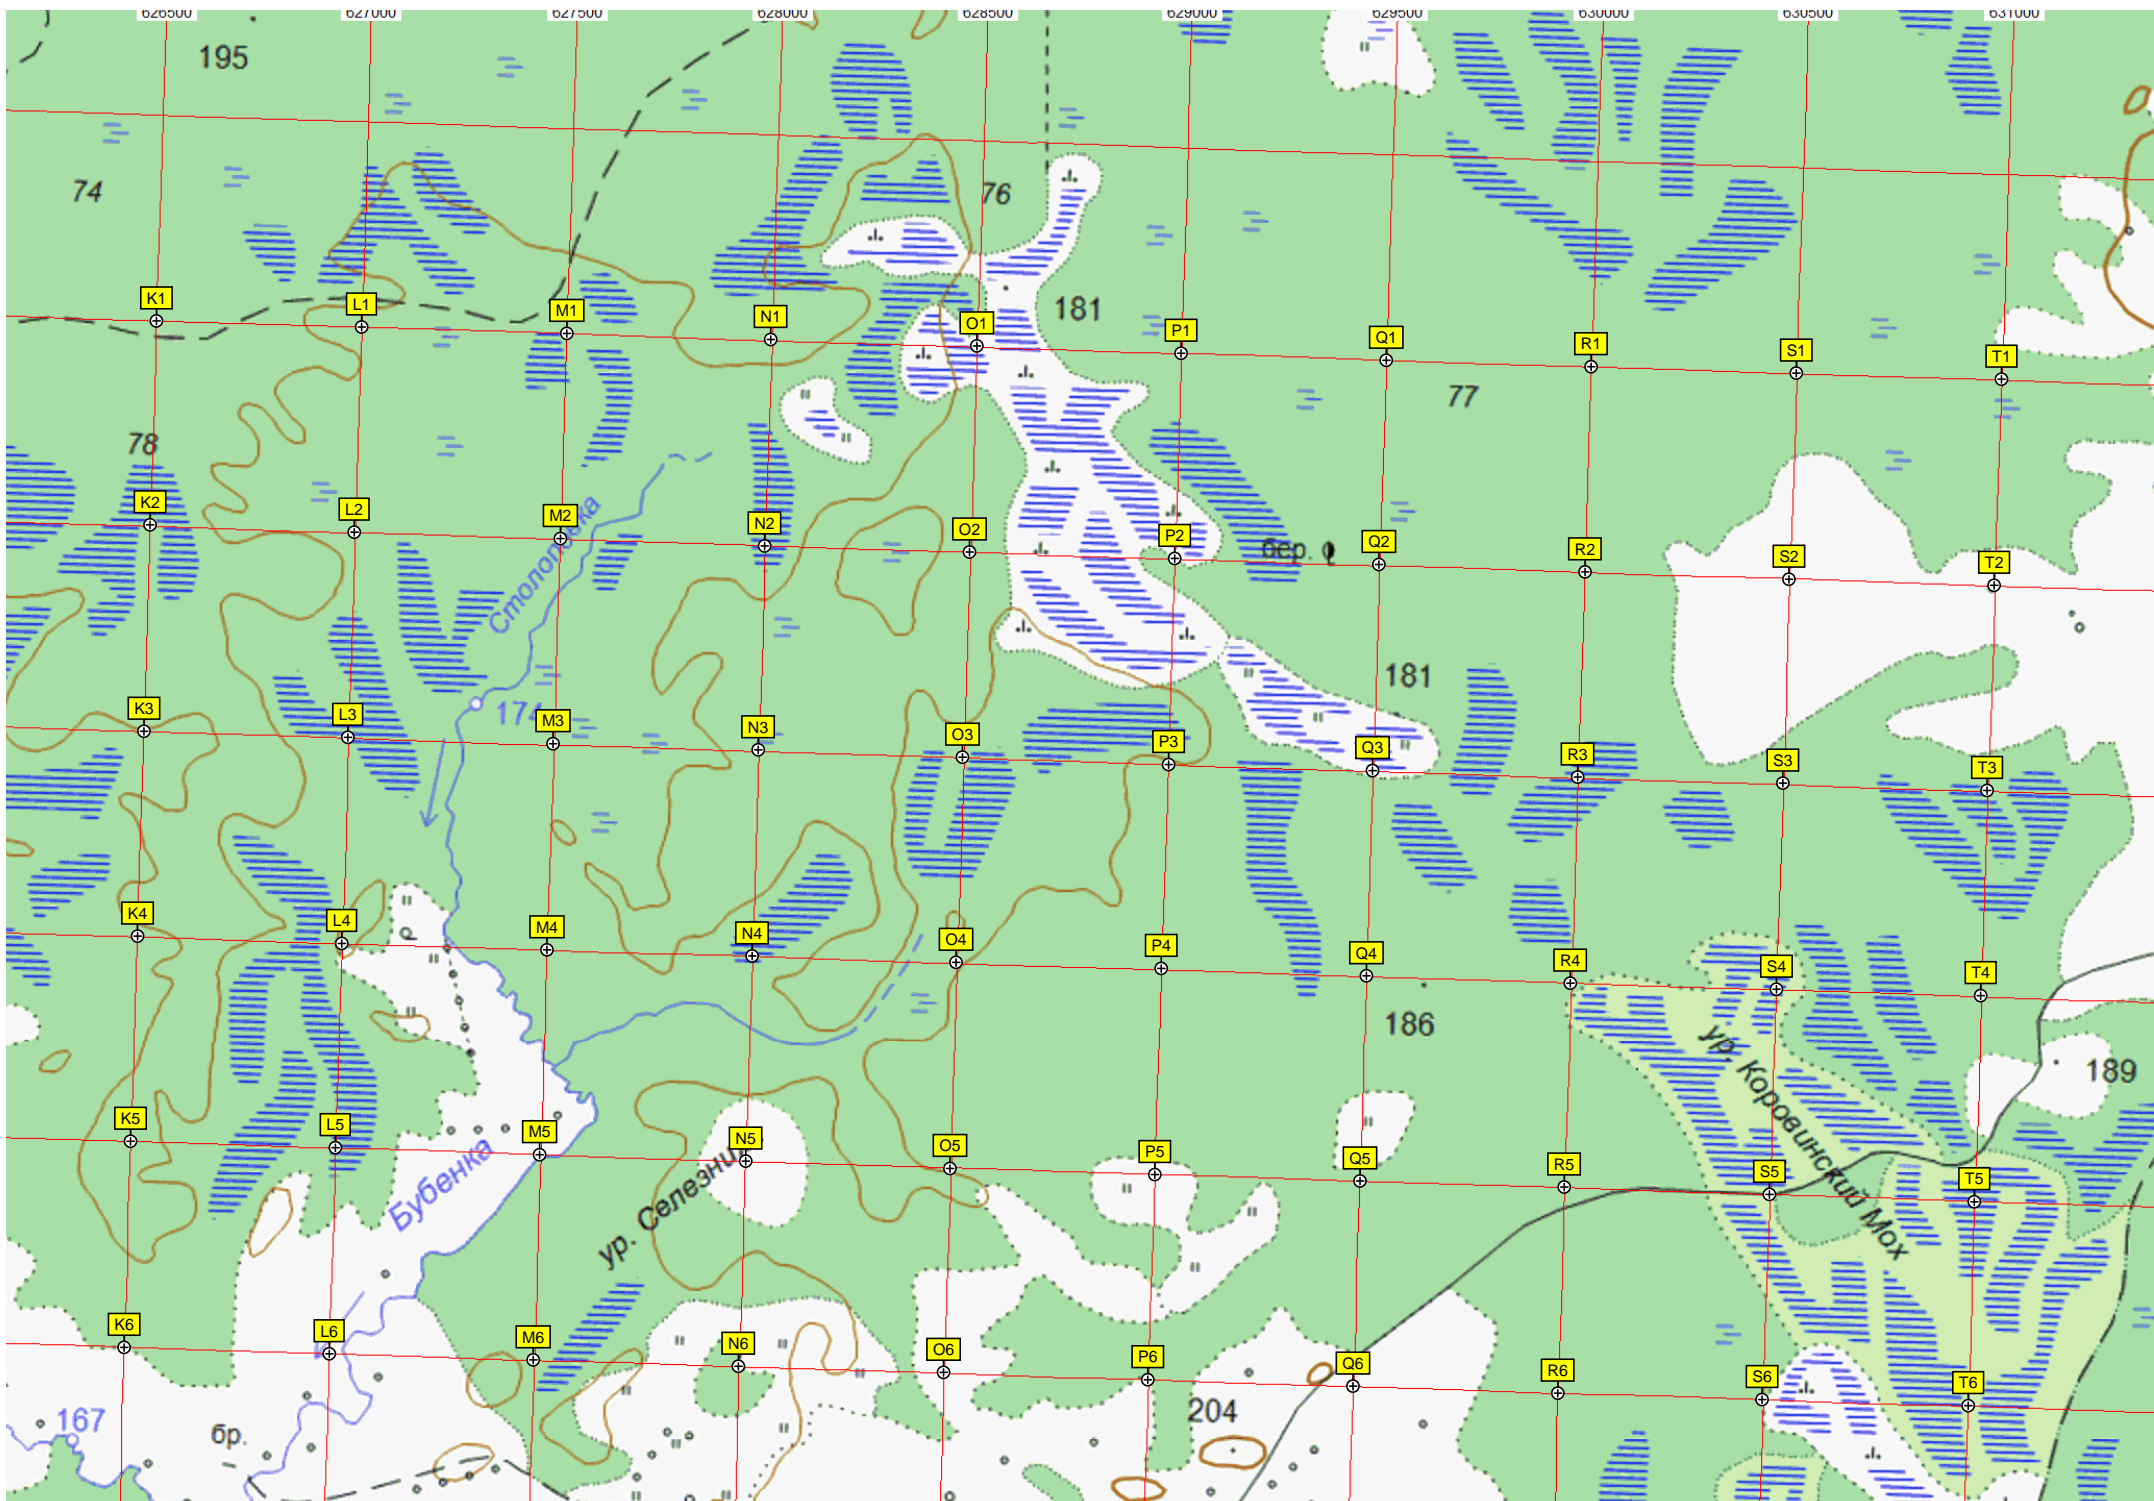 626500 627000 627500 628000 628500 629000 629500 630000 630500 631000
195
74
76
K1 L1 M1 N1 O1 181 P1 Q1 R1 S1 T1
77
78
K2 L2 M2 N2 O2 P2 бер. Q2 R2 S2 T2
Столоповка
181
K3 L3 174 M3 N3 O3 P3 Q3 R3 S3 T3
K4 L4 M4 N4 O4 P4 Q4 R4 S4 T4
186
ур. Коровинский Мох
189
K5 L5 M5 N5 O5 P5 Q5 R5 S5 T5
Бубенка
ур. Селезни
K6 L6 M6 N6 O6 P6 Q6 R6 S6 T6
167
бр.
204